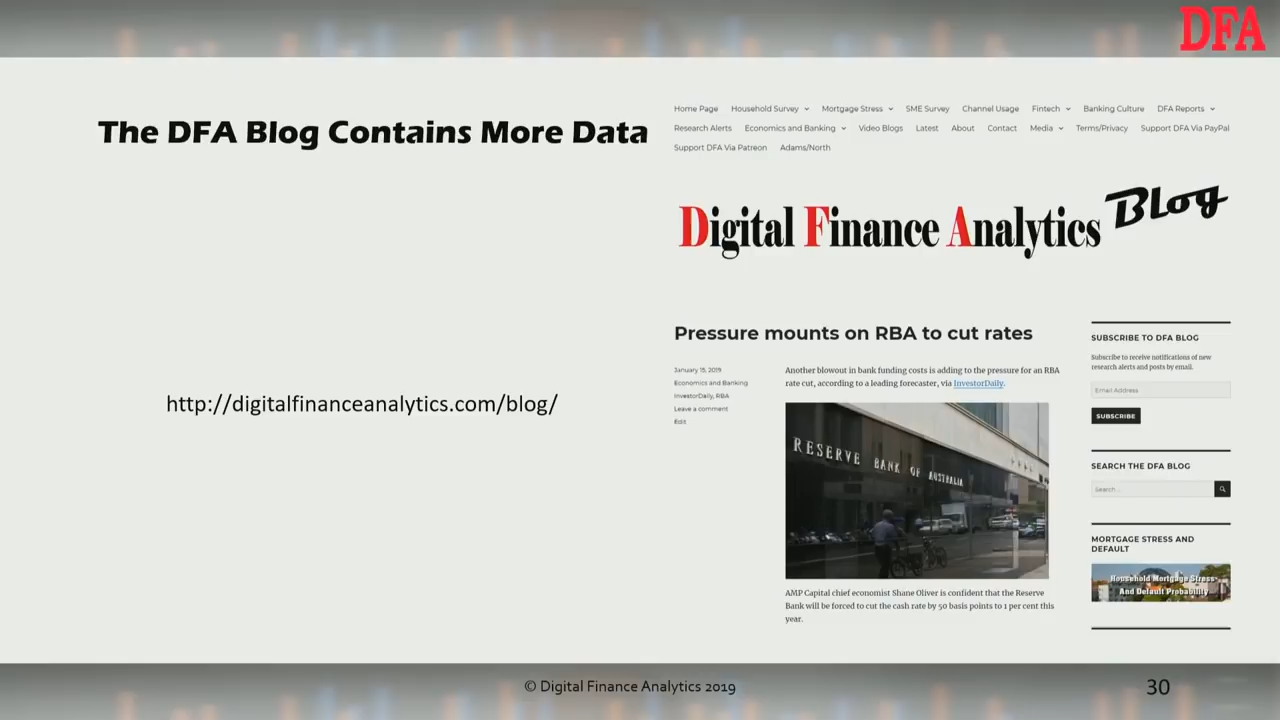 DFA
The DFA Blog Contains More Data
http://digitalfinanceanalytics.com/blog/
Home Page Household Survey Mortgage Stress SME Survey Channel Usage Fintech Banking Culture DFA Reports
Research Alerts Economics and Banking Video Blogs Latest About Contact Media Terms/Privacy Support DFA Via PayPal
Support DFA Via Patreon Adams/North
Digital Finance Analytics Blog
Pressure mounts on RBA to cut rates
January 15, 2019
Economics and Banking
InvestorDaily, RBA
Leave a comment
Edit
Another blowout in bank funding costs is adding to the pressure for an RBA
rate cut, according to a leading forecaster, via InvestorDaily.
RESERVE BANK OF AUSTRALIA
AMP Capital chief economist Shane Oliver is confident that the Reserve
Bank will be forced to cut the cash rate by 50 basis points to 1 per cent this
year.
SUBSCRIBE TO DFA BLOG
Subscribe to receive notifications of new
research alerts and posts by email.
Email Address
SUBSCRIBE
SEARCH THE DFA BLOG
Search ...
MORTGAGE STRESS AND
DEFAULT
Household Mortgage Stress
And Default Probability
© Digital Finance Analytics 2019
30